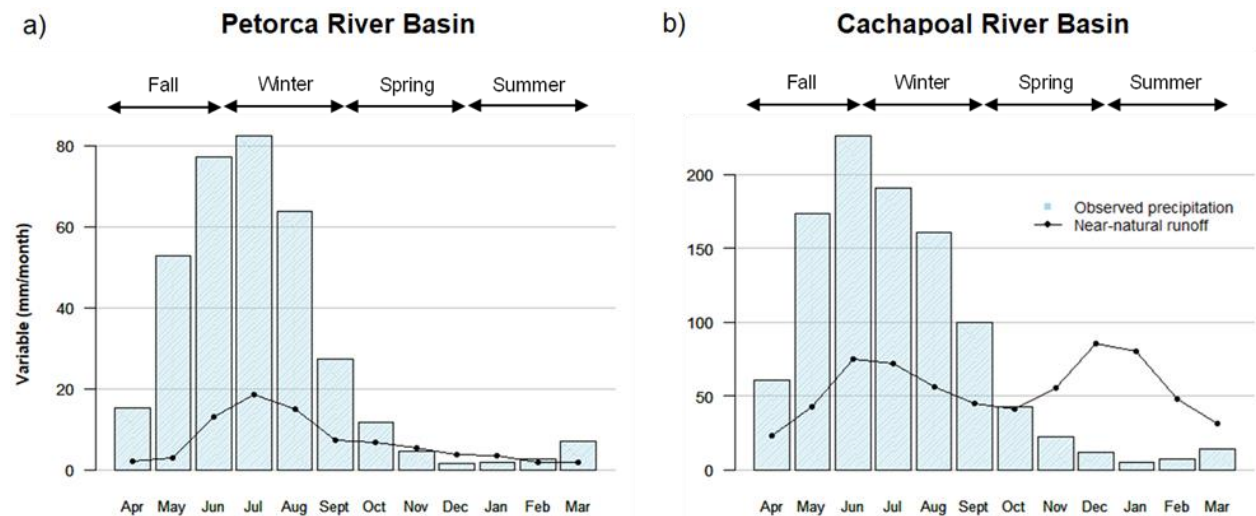 a) Petorca River Basin
Fall Winter Spring Summer
Variable (mm/month)
80
60
40
20
0
Apr May Jun Jul Aug Sept Oct Nov Dec Jan Feb Mar
b) Cachapoal River Basin
Fall Winter Spring Summer
200
150
100
50
0
Observed precipitation
Near-natural runoff
Apr May Jun Jul Aug Sept Oct Nov Dec Jan Feb Mar